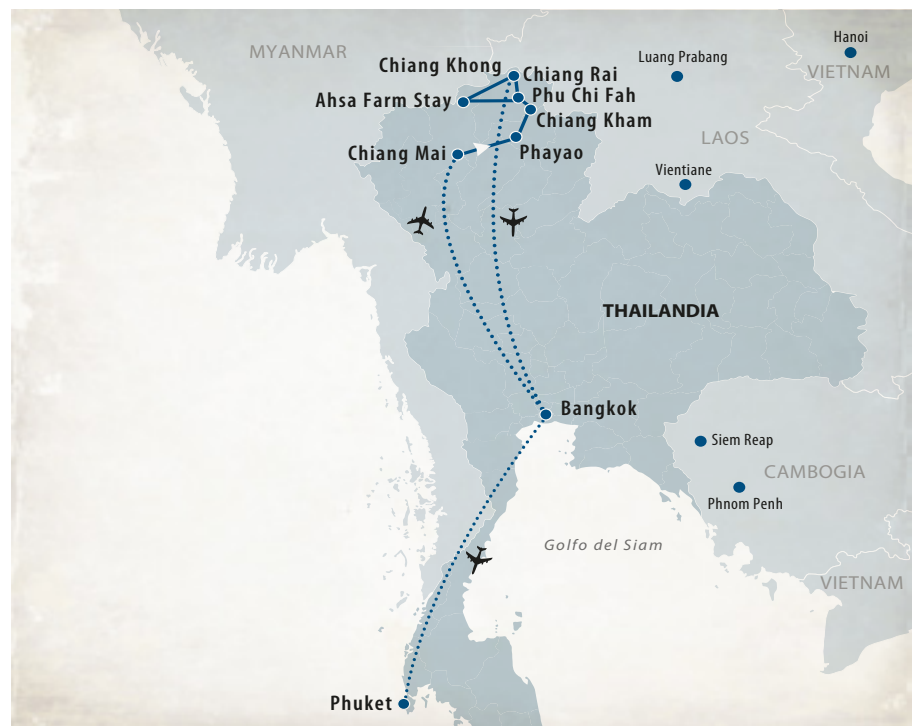 Hanoi
MYANMAR
Luang Prabang
VIETNAM
Chiang Khong
Chiang Rai
Ahsa Farm Stay
Phu Chi Fah
Chiang Kham
LAOS
Chiang Mai
Phayao
Vientiane
THAILANDIA
Bangkok
Siem Reap
CAMBOGIA
Phnom Penh
Golfo del Siam
VIETNAM
Phuket